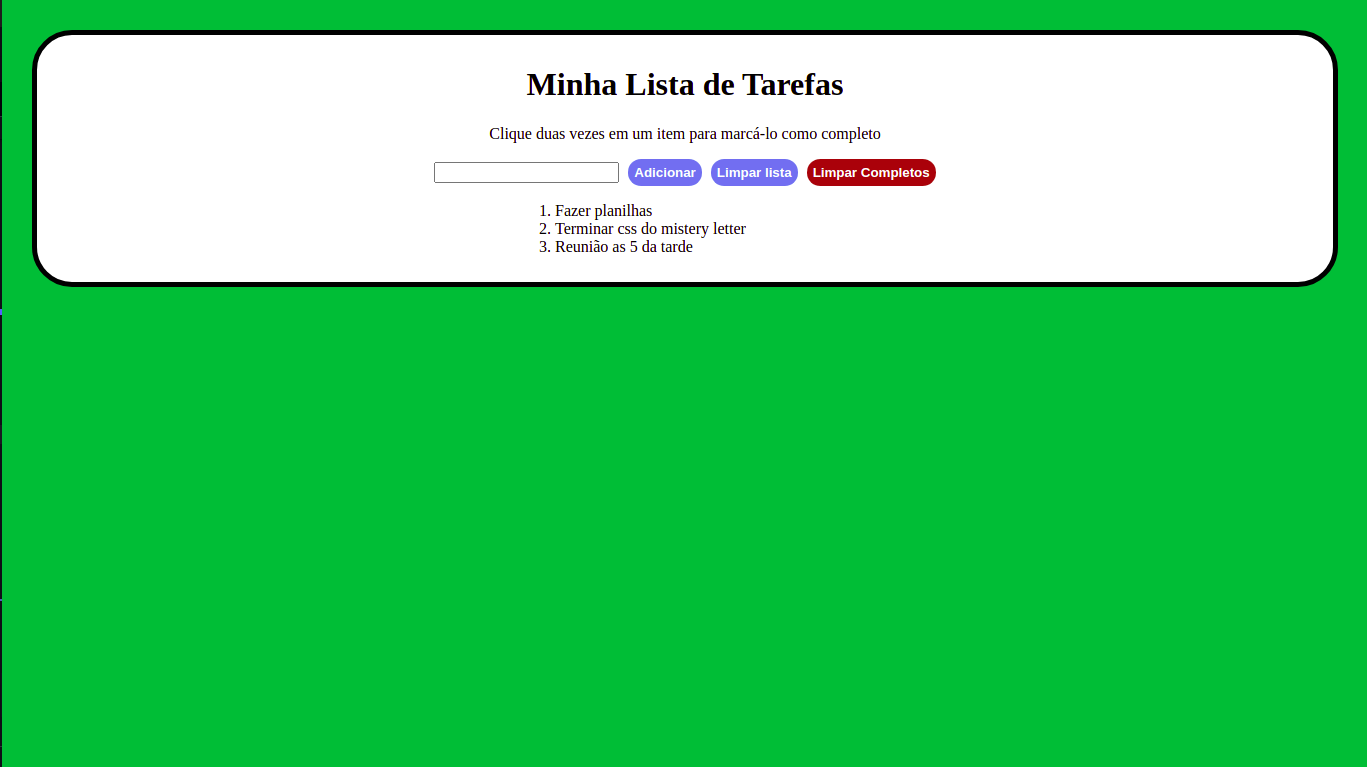 Minha Lista de Tarefas
Clique duas vezes em um item para marcá-lo como completo
Adicionar Limpar lista Limpar Completos
1. Fazer planilhas
2. Terminar css do mistery letter
3. Reunião as 5 da tarde